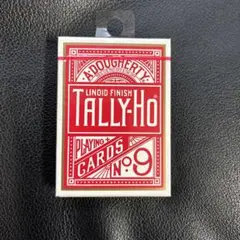 A. DOUGHERTY
LINOID FINISH
TALLY-HO
PLAYING
CARDS
No. 9